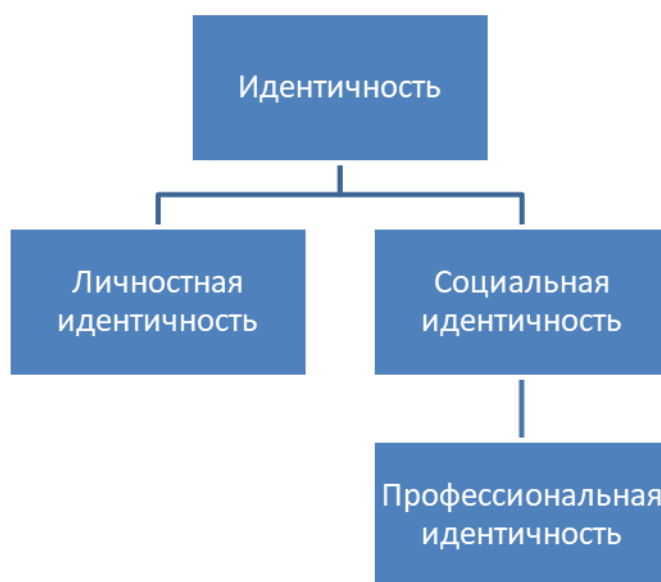 Идентичность
Личностная
идентичность
Социальная
идентичность
Профессиональная
идентичность